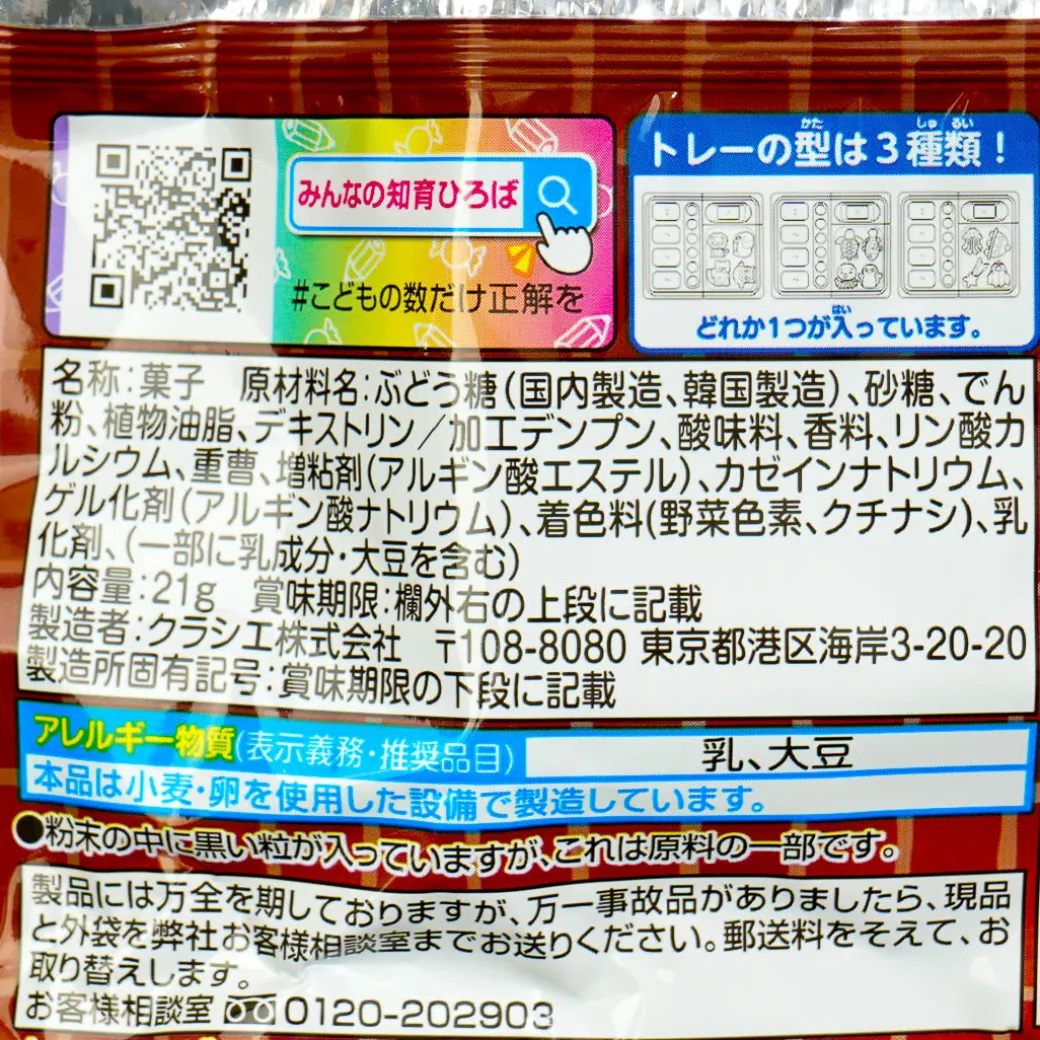 みんなの知育ひろば
#こどもの数だけ正解を
トレーの型は3種類！
かた
しゅ るい
どれか1つが入っています。
はい
名称：菓子　原材料名：ぶどう糖（国内製造、韓国製造）、砂糖、でん
粉、植物油脂、デキストリン／加工デンプン、酸味料、香料、リン酸カ
ルシウム、重曹、増粘剤（アルギン酸エステル）、カゼインナトリウム、
ゲル化剤（アルギン酸ナトリウム）、着色料（野菜色素、クチナシ）、乳
化剤、（一部に乳成分・大豆を含む）
内容量：21g　賞味期限：欄外右の上段に記載
製造者：クラシエ株式会社　〒108-8080 東京都港区海岸3-20-20
製造所固有記号：賞味期限の下段に記載
アレルギー物質（表示義務・推奨品目）　乳、大豆
本品は小麦・卵を使用した設備で製造しています。
●粉末の中に黒い粒が入っていますが、これは原料の一部です。
製品には万全を期しておりますが、万一事故品がありましたら、現品
と外袋を弊社お客様相談室までお送りください。郵送料をそえて、お
取り替えします。
お客様相談室 0120-202903